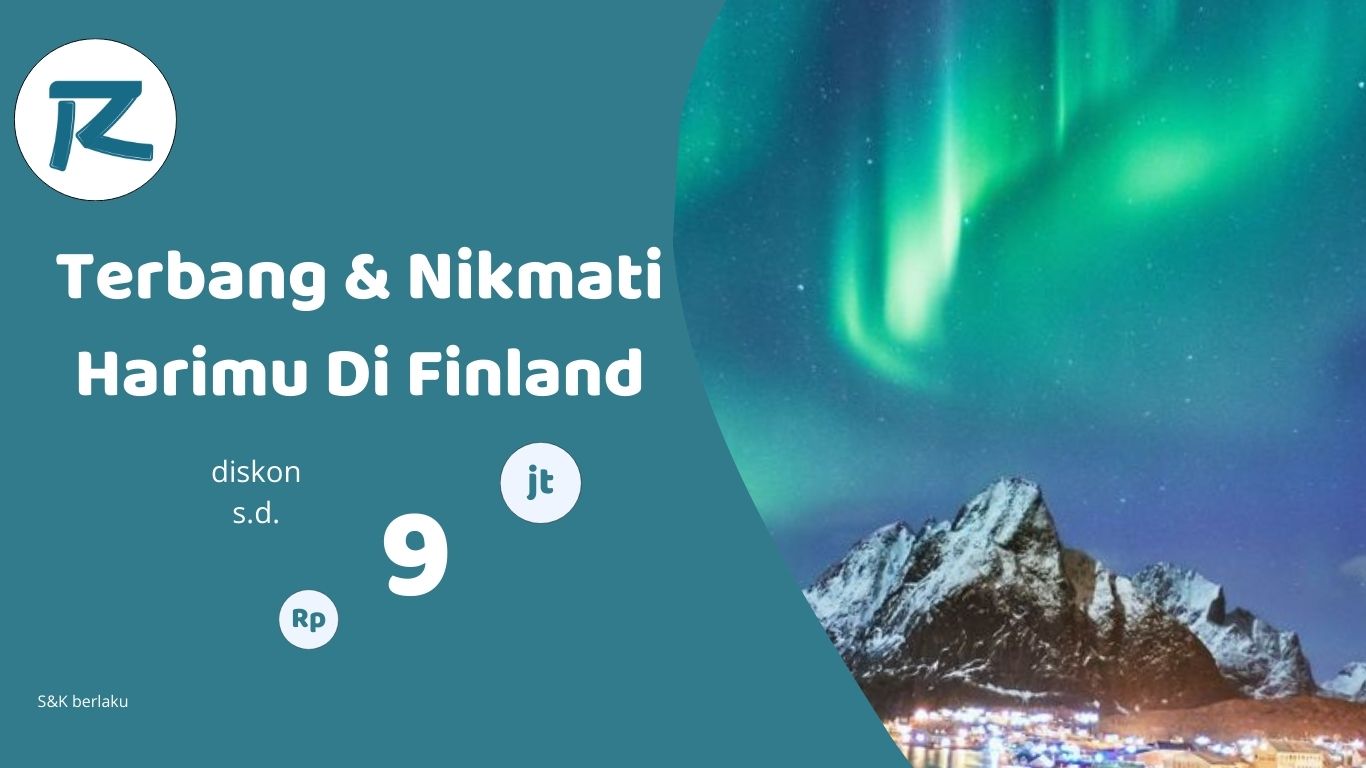 R
Terbang & Nikmati
Harimu Di Finland
diskon
s.d.
Rp
9
jt
S&K berlaku